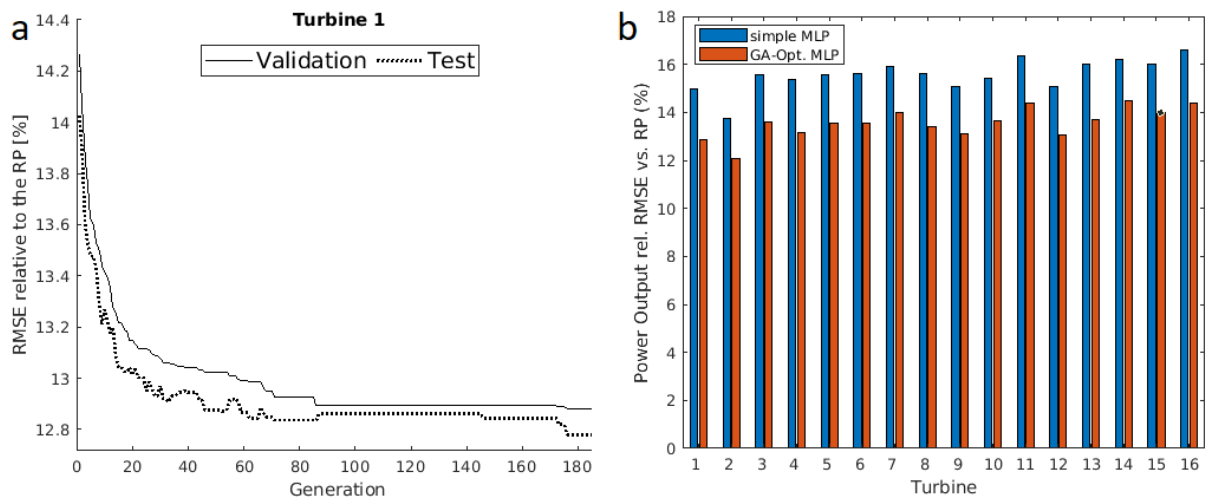 a
Turbine 1
Validation Test
RMSE relative to the RP [%]
14.4
14.2
14
13.8
13.6
13.4
13.2
13
12.8
0 20 40 60 80 100 120 140 160 180
Generation
b
simple MLP
GA-Opt. MLP
Power Output rel. RMSE vs. RP (%)
18
16
14
12
10
8
6
4
2
0
1 2 3 4 5 6 7 8 9 10 11 12 13 14 15 16
Turbine